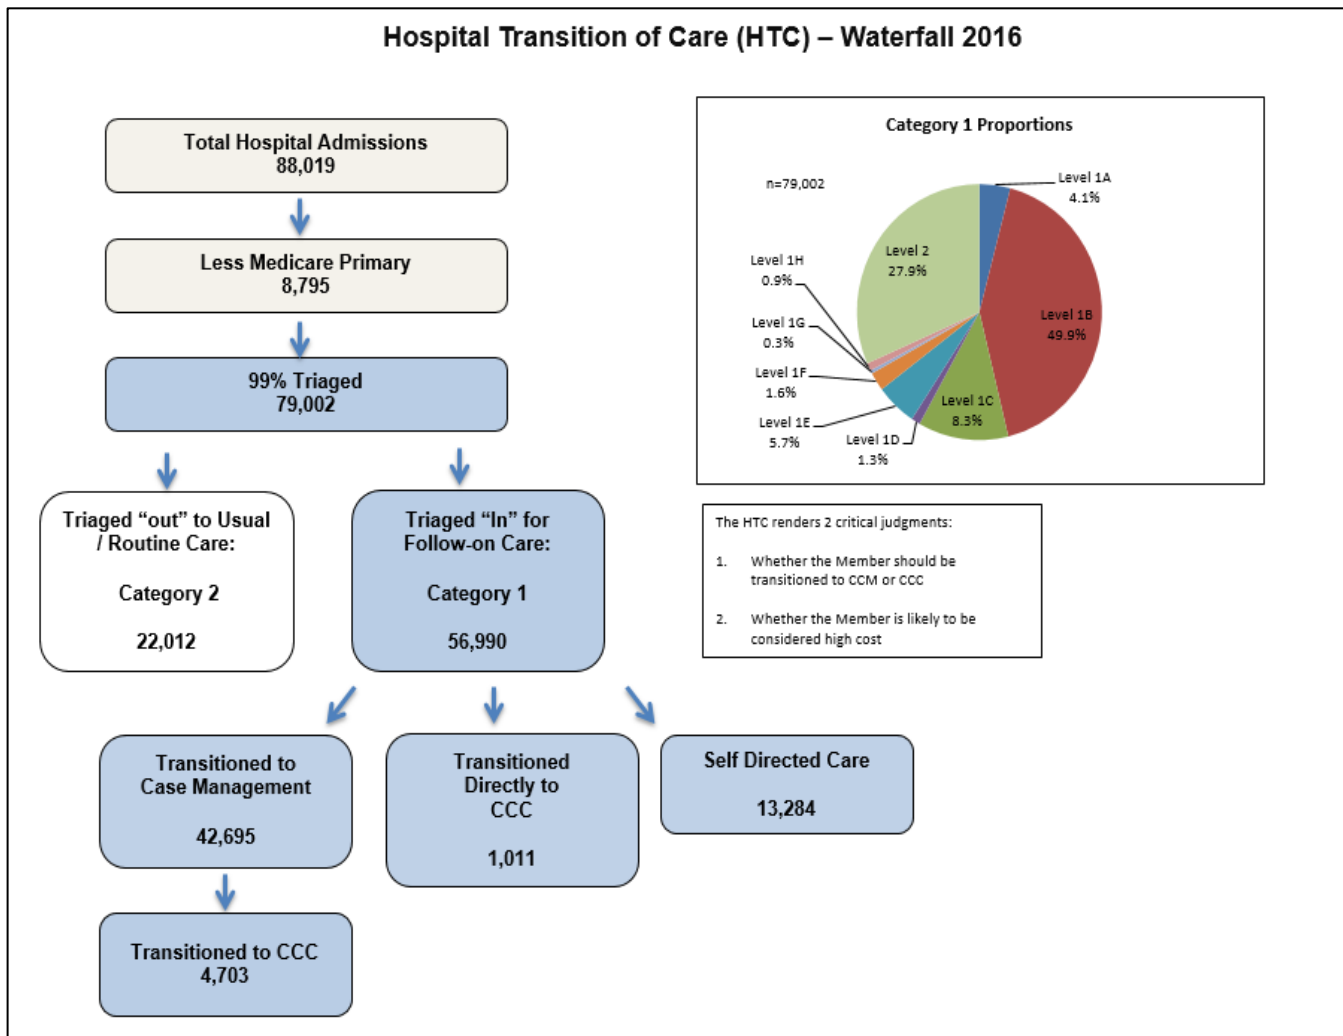 Hospital Transition of Care (HTC) – Waterfall 2016
Total Hospital Admissions
88,019
Less Medicare Primary
8,795
99% Triaged
79,002
Triaged “out” to Usual
/ Routine Care:
Category 2
22,012
Triaged “In” for
Follow-on Care:
Category 1
56,990
Transitioned to
Case Management
42,695
Transitioned
Directly to
CCC
1,011
Self Directed Care
13,284
Transitioned to CCC
4,703
Category 1 Proportions
n=79,002
Level 1A
4.1%
Level 1B
49.9%
Level 1C
8.3%
Level 1D
1.3%
Level 1E
5.7%
Level 1F
1.6%
Level 1G
0.3%
Level 1H
0.9%
Level 2
27.9%
The HTC renders 2 critical judgments:
1. Whether the Member should be
transitioned to CCM or CCC
2. Whether the Member is likely to be
considered high cost